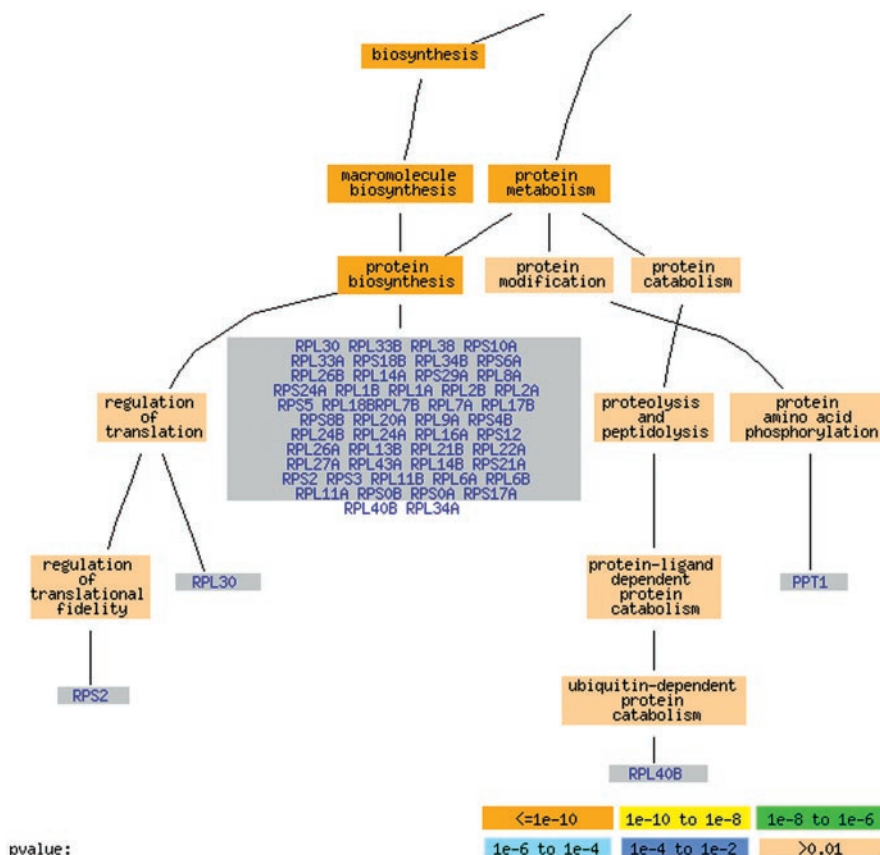 biosynthesis
macromolecule
biosynthesis
protein
metabolism
protein
biosynthesis
protein
modification
protein
catabolism
RPL30 RPL33B RPL38 RPS10A
RPL33A RPS18B RPL34B RPS6A
RPL26B RPL14A RPS29A RPL8A
RPS24A RPL1B RPL1A RPL2B RPL2A
RPS5 RPL18BRPL7B RPL7A RPL17B
RPS8B RPL20A RPL9A RPS4B
RPL24B RPL24A RPL16A RPS12
RPL26A RPL13B RPL21B RPL22A
RPL27A RPL43A RPL14B RPS21A
RPS2 RPS3 RPL11B RPL6A RPL6B
RPL11A RPS0B RPS0A RPS17A
RPL40B RPL34A
regulation
of
translation
proteolysis
and
peptidolysis
protein
amino acid
phosphorylation
regulation
of
translational
fidelity
RPL30
protein-ligand
dependent
protein
catabolism
PPT1
RPS2
ubiquitin-dependent
protein
catabolism
RPL40B
pvalue:
<=1e-10
1e-10 to 1e-8
1e-8 to 1e-6
1e-6 to 1e-4
1e-4 to 1e-2
>0.01